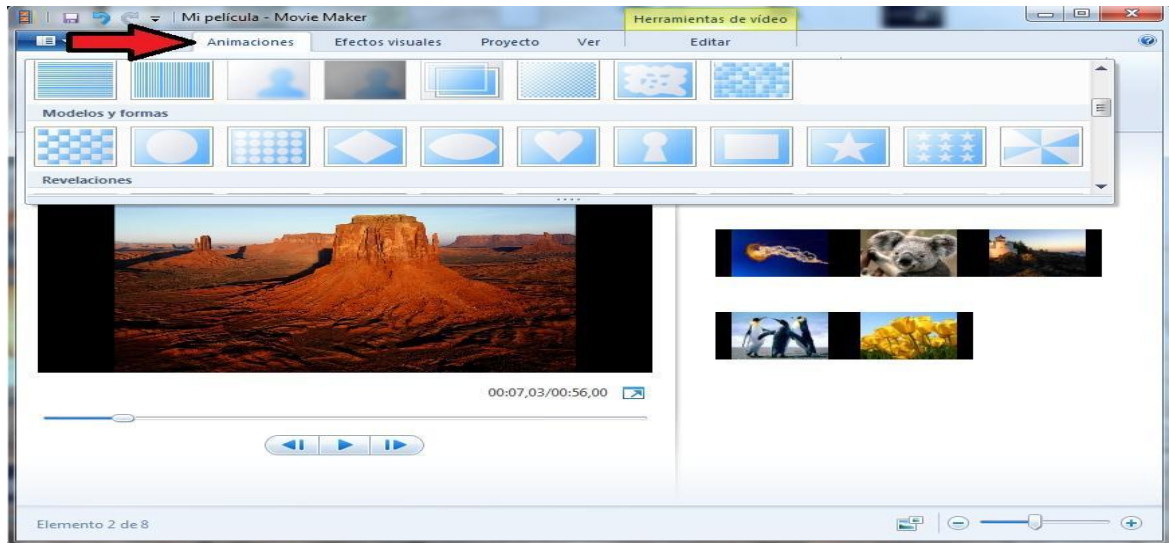 Mi película - Movie Maker
Herramientas de vídeo
Animaciones Efectos visuales Proyecto Ver Editar
Modelos y formas
Revelaciones
00:07,03/00:56,00
Elemento 2 de 8